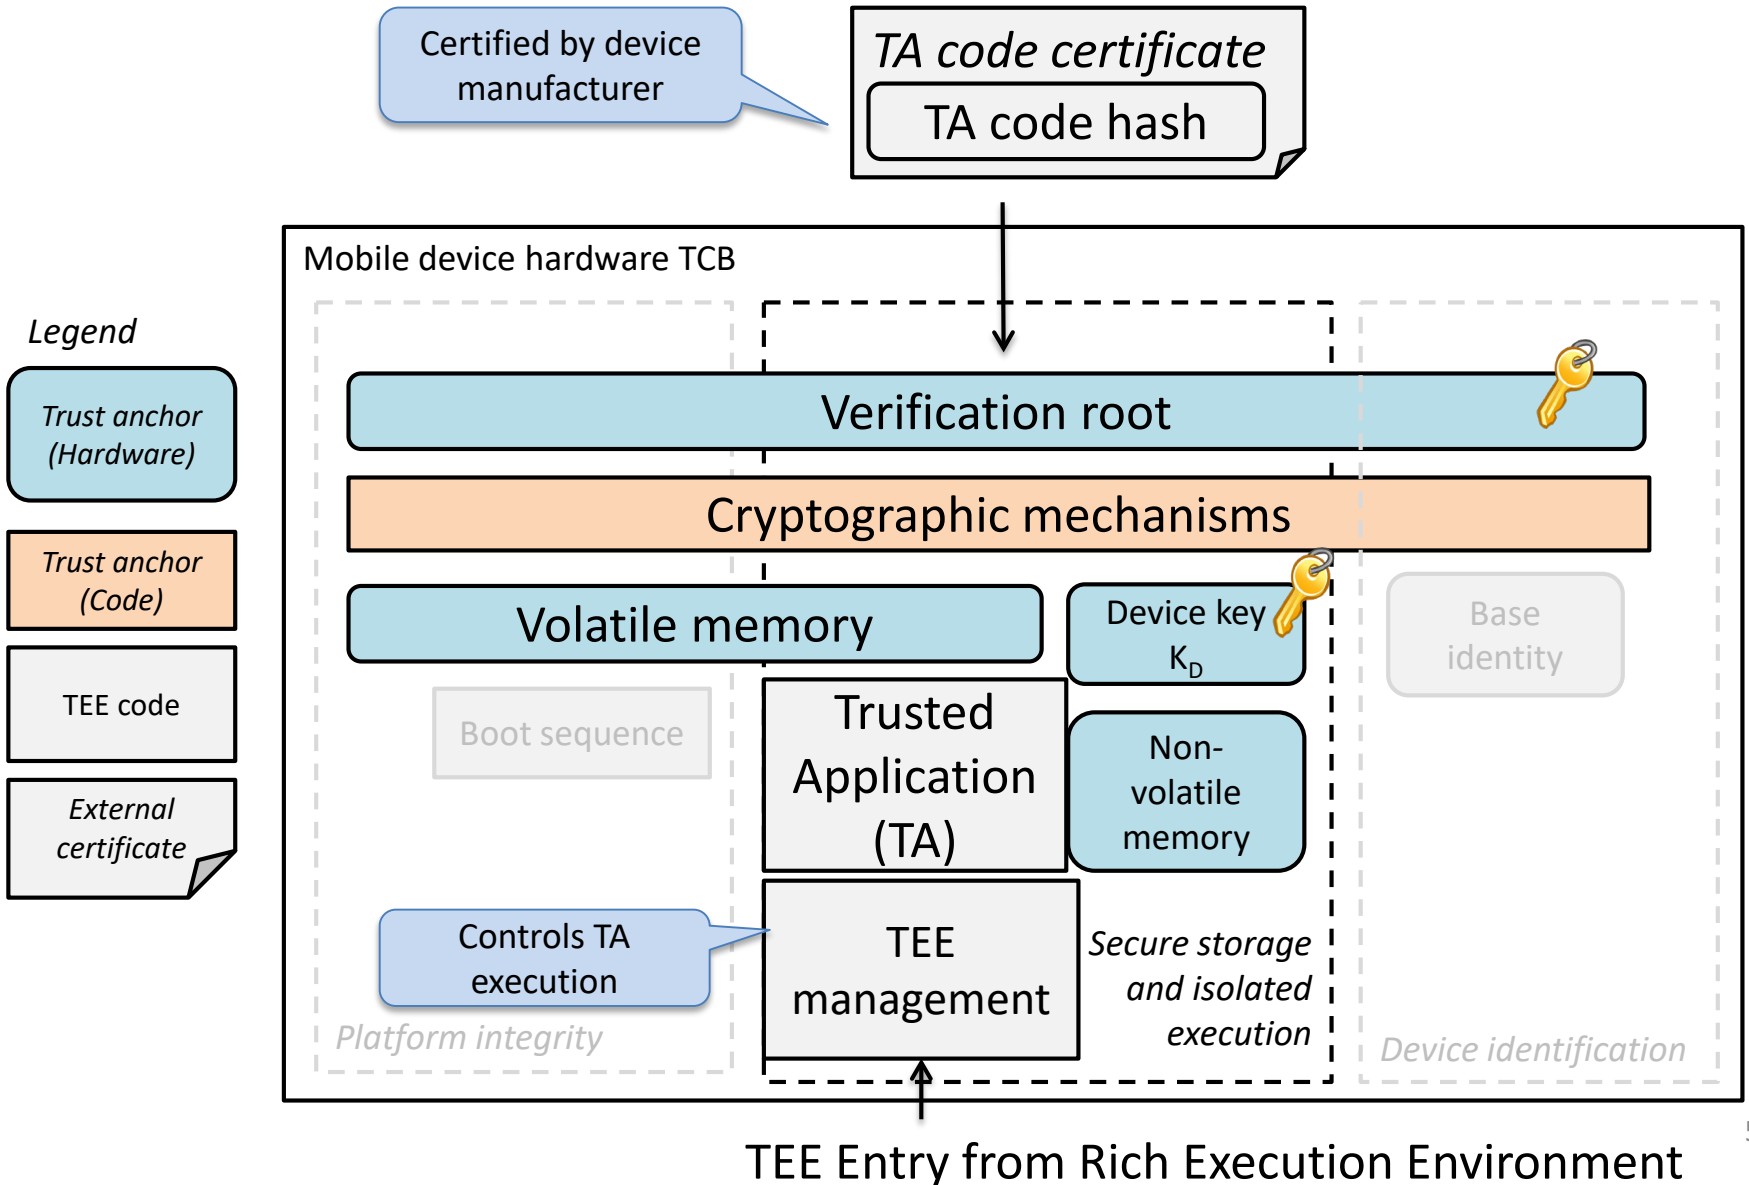 Certified by device
manufacturer
TA code certificate
TA code hash
Mobile device hardware TCB
Legend
Trust anchor
(Hardware)
Trust anchor
(Code)
TEE code
External
certificate
Verification root
Cryptographic mechanisms
Volatile memory
Device key
K_D
Base
identity
Boot sequence
Trusted
Application
(TA)
Non-
volatile
memory
Controls TA
execution
TEE
management
Secure storage
and isolated
execution
Platform integrity
Device identification
TEE Entry from Rich Execution Environment
5